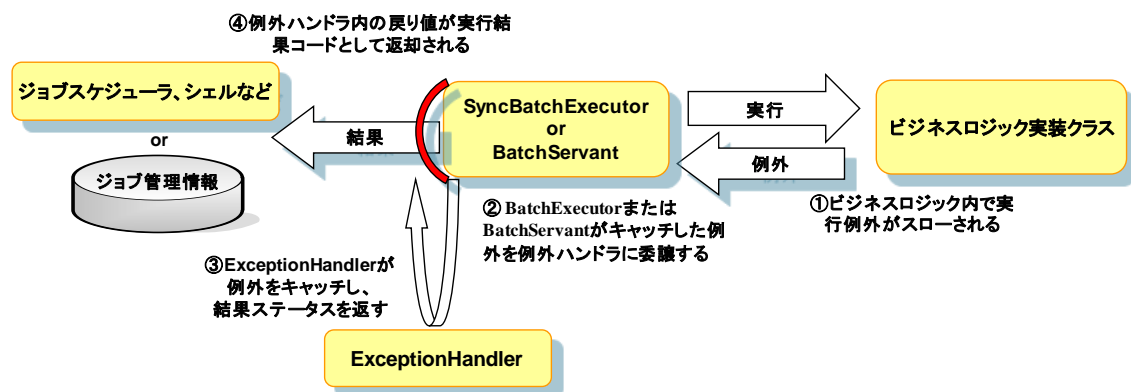 ④例外ハンドラ内の戻り値が実行結
果コードとして返却される
ジョブスケジューラ、シェルなど
or
ジョブ管理情報
結果
SyncBatchExecutor
or
BatchServant
実行
例外
ビジネスロジック実装クラス
①ビジネスロジック内で実
行例外がスローされる
② BatchExecutorまたは
BatchServantがキャッチした例
外を例外ハンドラに委譲する
③ExceptionHandlerが
例外をキャッチし、
結果ステータスを返す
ExceptionHandler